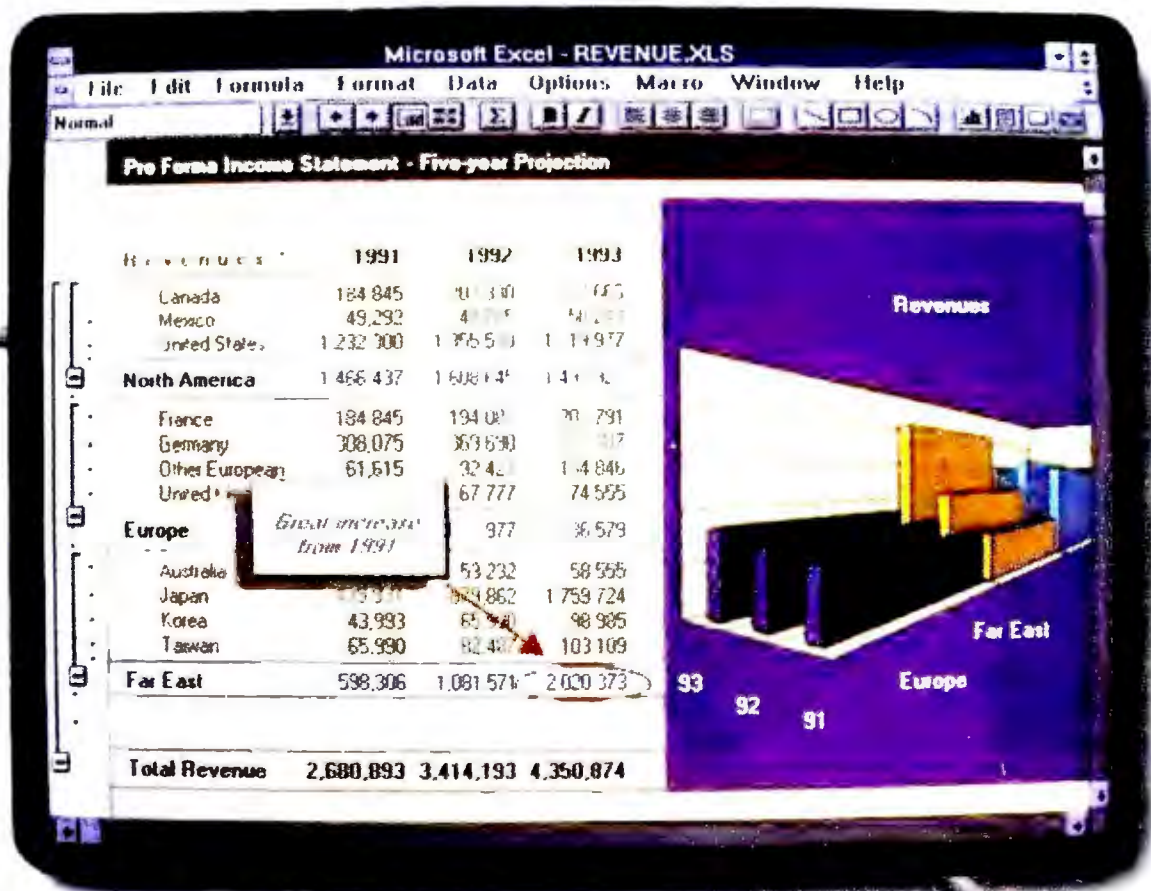 Microsoft Excel - REVENUE.XLS
File Edit Formula Format Data Options Macro Window Help
Normal
Σ B I
Pro Forma Income Statement - Five-year Projection
Revenues 1991 1992 1993
Canada 184,845
Mexico 49,292
United States 1,232,300
North America 1,466,437
France 184,845
Germany 308,075 369,690
Other European 61,615
United 67,777 74,555
Europe
Great increase
from 1991
Australia 53,232 58,555
Japan 1,759,724
Korea 43,993 98,985
Taiwan 65,990 103,109
Far East 598,306 1,081,571 2,020,373
Total Revenue 2,680,893 3,414,193 4,350,874
Revenues
Far East
Europe
93
92
91